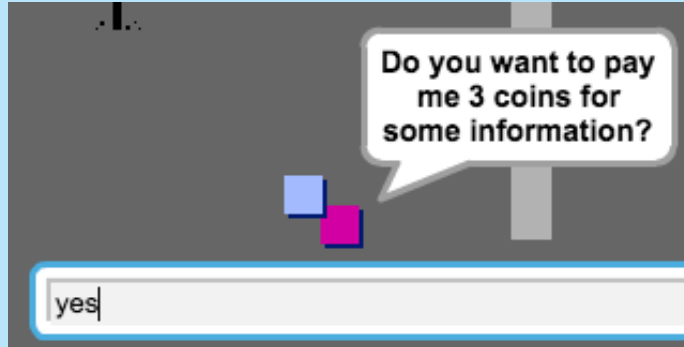 Do you want to pay
me 3 coins for
some information?
yes